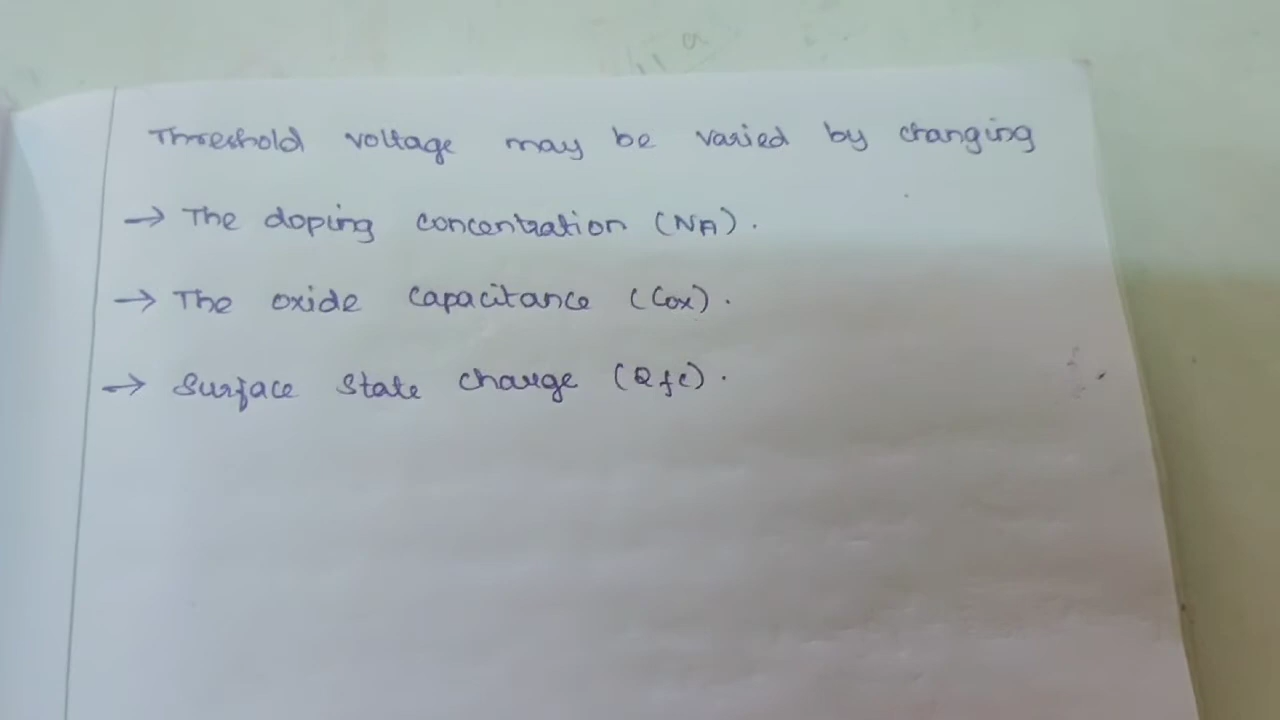 Threshold voltage may be varied by changing
→ The doping concentration (NA).
→ The oxide capacitance (Cox).
→ Surface State charge (Qfc).